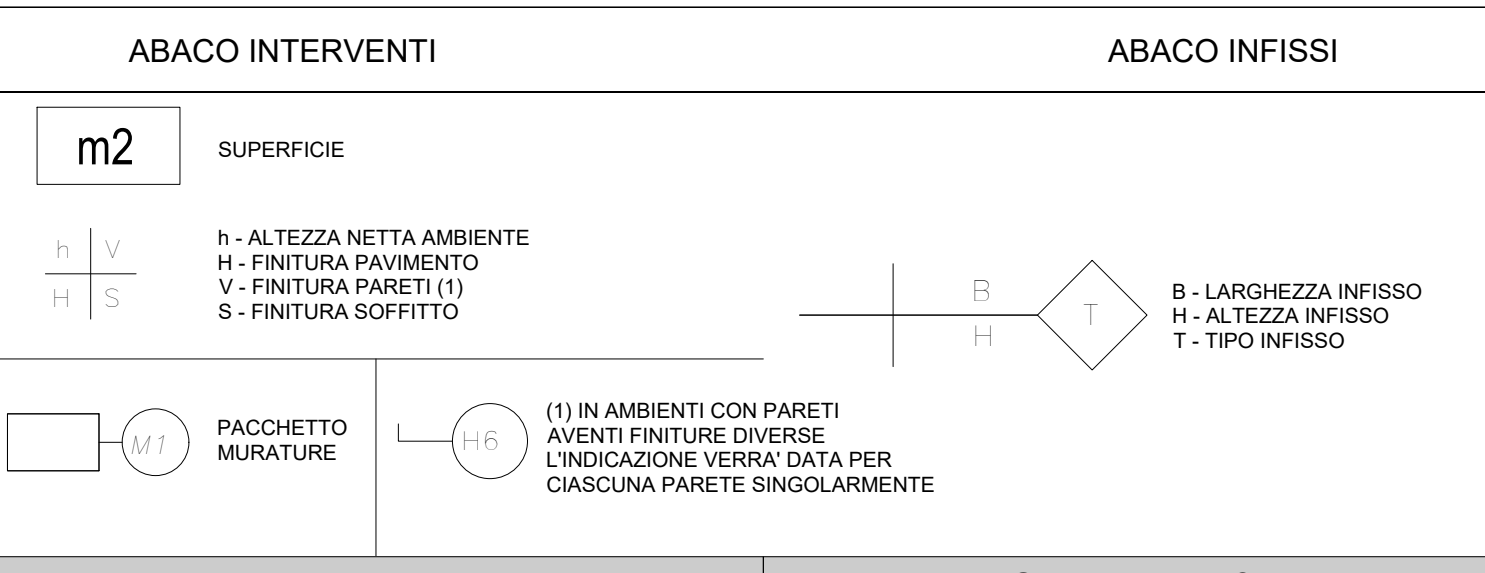 ABACO INTERVENTI
ABACO INFISSI
m2
SUPERFICIE
h V
H S
h - ALTEZZA NETTA AMBIENTE
H - FINITURA PAVIMENTO
V - FINITURA PARETI (1)
S - FINITURA SOFFITTO
B
H
T
B - LARGHEZZA INFISSO
H - ALTEZZA INFISSO
T - TIPO INFISSO
M1
PACCHETTO
MURATURE
H6
(1) IN AMBIENTI CON PARETI
AVENTI FINITURE DIVERSE
L'INDICAZIONE VERRA' DATA PER
CIASCUNA PARETE SINGOLARMENTE